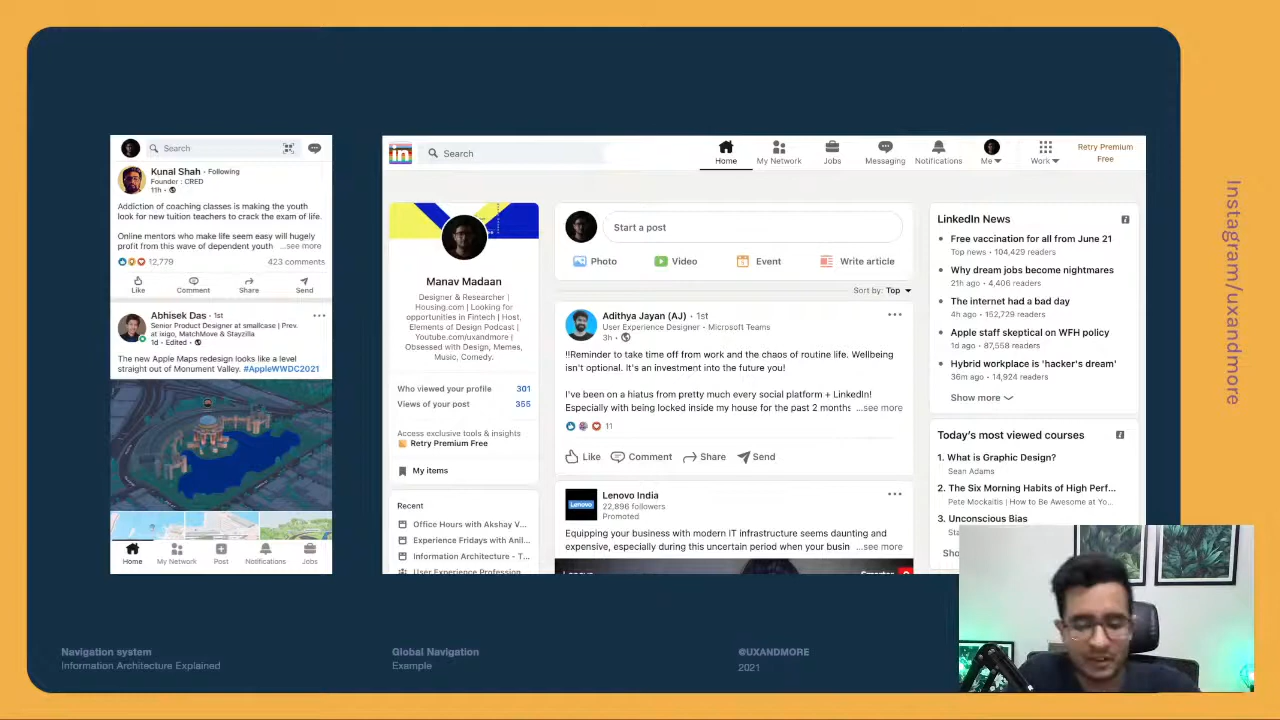 Search
Kunal Shah • Following
Founder : CRED
11h •
Addiction of coaching classes is making the youth
look for new tuition teachers to crack the exam of life.
Online mentors who make life seem easy will hugely
profit from this wave of dependent youth ...see more
12,779
423 comments
Like
Comment
Share
Send
Abhisek Das • 1st
Senior Product Designer at smallcase | Prev.
at ixigo, MatchMove & Stayzilla
1d • Edited •
The new Apple Maps redesign looks like a level
straight out of Monument Valley. #AppleWWDC2021
Home
My Network
Post
Notifications
Jobs
in
Search
Home
My Network
Jobs
Messaging
Notifications
Me
Work
Retry Premium
Free
Manav Madaan
Designer & Researcher |
Housing.com | Looking for
opportunities in Fintech | Host,
Elements of Design Podcast |
Youtube.com/uxandmore |
Obsessed with Design, Memes,
Music, Comedy.
Who viewed your profile 301
Views of your post 355
Access exclusive tools & insights
Retry Premium Free
My items
Recent
Office Hours with Akshay V...
Experience Fridays with Anil...
Information Architecture - T...
User Experience Profession
Start a post
Photo
Video
Event
Write article
Sort by: Top
Adithya Jayan (AJ) • 1st
User Experience Designer - Microsoft Teams
3h •
!!Reminder to take time off from work and the chaos of routine life. Wellbeing
isn't optional. It's an investment into the future you!
I've been on a hiatus from pretty much every social platform + LinkedIn!
Especially with being locked inside my house for the past 2 months ...see more
11
Like
Comment
Share
Send
Lenovo India
22,896 followers
Promoted
Lenovo
Equipping your business with modern IT infrastructure seems daunting and
expensive, especially during this uncertain period when your busin ...see more
Lenovo
Smarter
LinkedIn News
Free vaccination for all from June 21
Top news • 104,429 readers
Why dream jobs become nightmares
21h ago • 4,406 readers
The internet had a bad day
4h ago • 152,729 readers
Apple staff skeptical on WFH policy
1d ago • 87,558 readers
Hybrid workplace is 'hacker's dream'
36m ago • 14,924 readers
Show more
Today's most viewed courses
1. What is Graphic Design?
Sean Adams
2. The Six Morning Habits of High Perf...
Pete Mockaitis | How to Be Awesome at Yo...
3. Unconscious Bias
Instagram/uxandmore
Navigation system
Information Architecture Explained
Global Navigation
Example
@UXANDMORE
2021